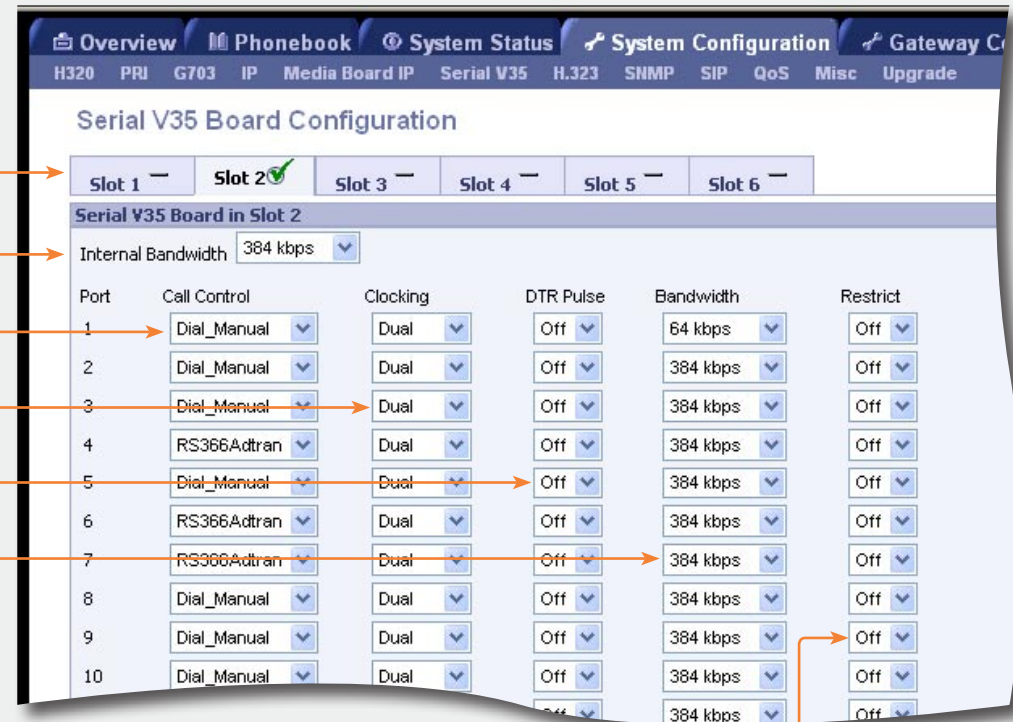 Overview Phonebook System Status System Configuration Gateway
H320 PRI G703 IP Media Board IP Serial V35 H.323 SNMP SIP QoS Misc Upgrade
Serial V35 Board Configuration
Slot 1 Slot 2 Slot 3 Slot 4 Slot 5 Slot 6
Serial V35 Board in Slot 2
Internal Bandwidth 384 kbps
Port Call Control Clocking DTR Pulse Bandwidth Restrict
1 Dial_Manual Dual Off 64 kbps Off
2 Dial_Manual Dual Off 384 kbps Off
3 Dial_Manual Dual Off 384 kbps Off
4 RS366Adtran Dual Off 384 kbps Off
5 Dial_Manual Dual Off 384 kbps Off
6 RS366Adtran Dual Off 384 kbps Off
7 RS366Adtran Dual Off 384 kbps Off
8 Dial_Manual Dual Off 384 kbps Off
9 Dial_Manual Dual Off 384 kbps Off
10 Dial_Manual Dual Off 384 kbps Off
Off 384 kbps Off